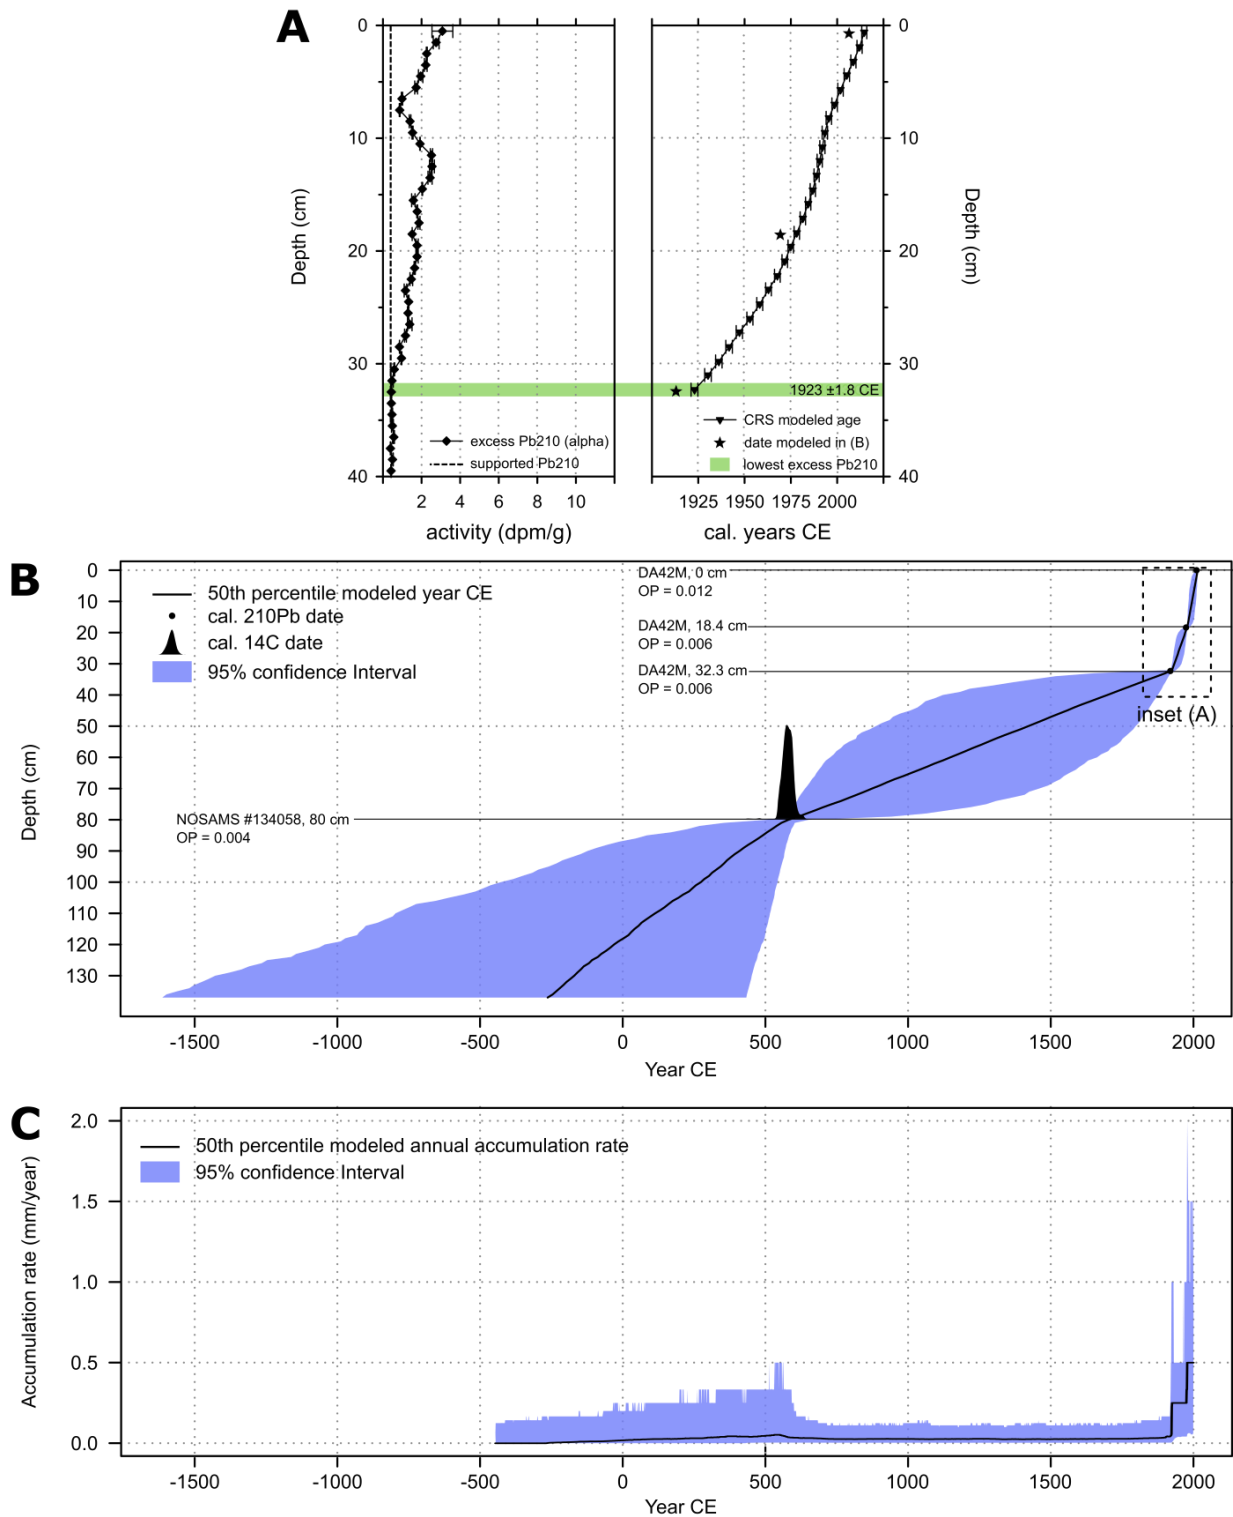 A
0
10
20
30
40
Depth (cm)
excess Pb210 (alpha)
supported Pb210
2 4 6 8 10
activity (dpm/g)
0
10
20
30
40
Depth (cm)
1923 ±1.8 CE
CRS modeled age
date modeled in (B)
lowest excess Pb210
1925 1950 1975 2000
cal. years CE
B
0
10
20
30
40
50
60
70
80
90
100
110
120
130
Depth (cm)
50th percentile modeled year CE
cal. 210Pb date
cal. 14C date
95% confidence Interval
DA42M, 0 cm
OP = 0.012
DA42M, 18.4 cm
OP = 0.006
DA42M, 32.3 cm
OP = 0.006
inset (A)
NOSAMS #134058, 80 cm
OP = 0.004
-1500 -1000 -500 0 500 1000 1500 2000
Year CE
C
2.0
1.5
1.0
0.5
0.0
Accumulation rate (mm/year)
50th percentile modeled annual accumulation rate
95% confidence Interval
-1500 -1000 -500 0 500 1000 1500 2000
Year CE